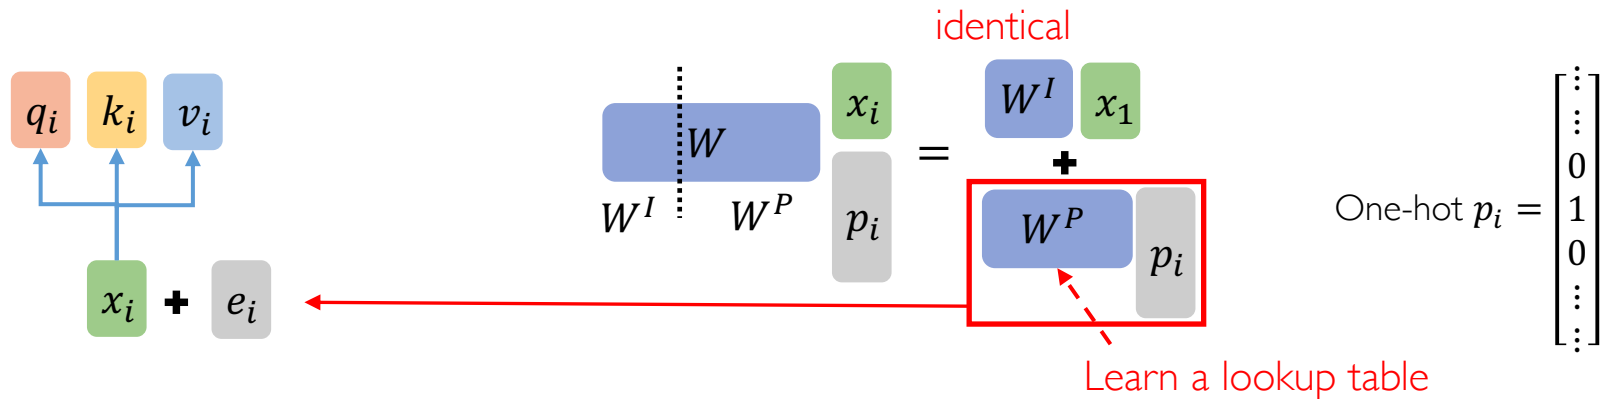 identical
q_i k_i v_i
x_i + e_i
W
W^I W^P
x_i
p_i
=
W^I x_1
+
W^P p_i
Learn a lookup table
One-hot p_i = [⋮ ⋮ 0 1 0 ⋮ ⋮]